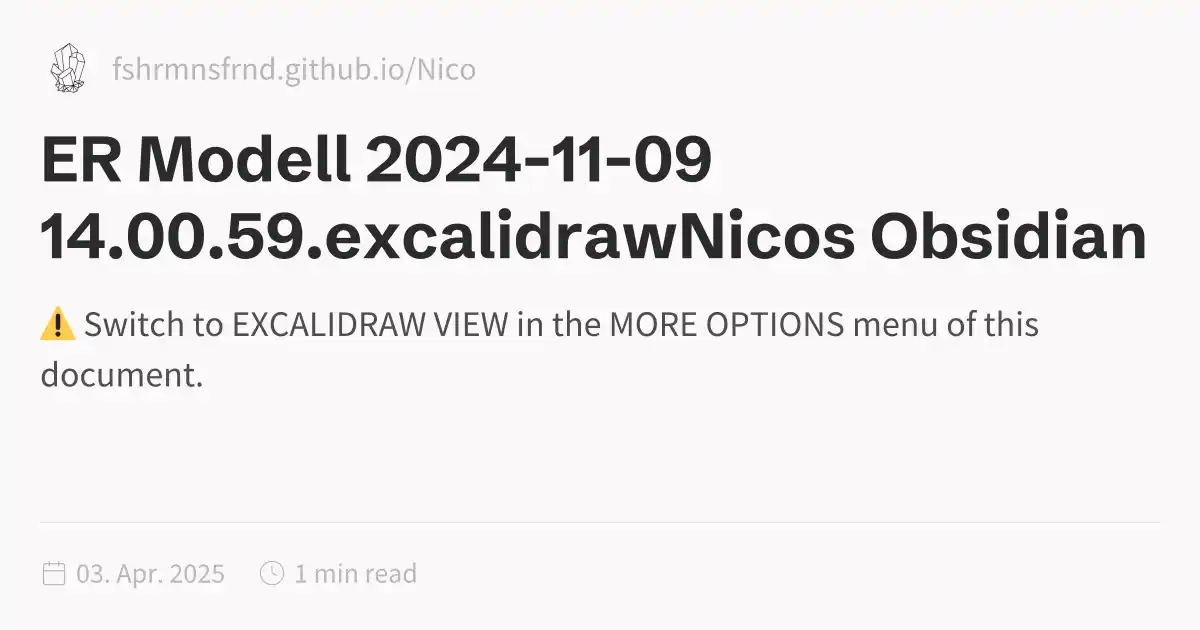 fshrmnsfrnd.github.io/Nico
ER Modell 2024-11-09
14.00.59.excalidrawNicos Obsidian
⚠️ Switch to EXCALIDRAW VIEW in the MORE OPTIONS menu of this
document.
03. Apr. 2025 1 min read